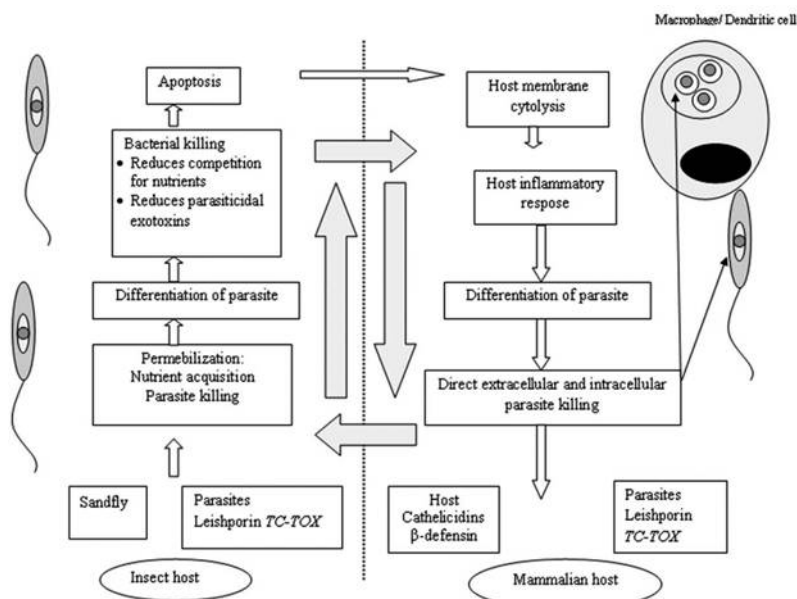 Macrophage/ Dendritic cell
Apoptosis
Bacterial killing
• Reduces competition
for nutrients
• Reduces parasiticidal
exotoxins
Differentiation of parasite
Permebilization:
Nutrient acquisition
Parasite killing
Sandfly
Parasites
Leishporin TC-TOX
Insect host
Host membrane
cytolysis
Host inflammatory
respose
Differentiation of parasite
Direct extracellular and intracellular
parasite killing
Host
Cathelicidins
β-defensin
Parasites
Leishporin
TC-TOX
Mammalian host